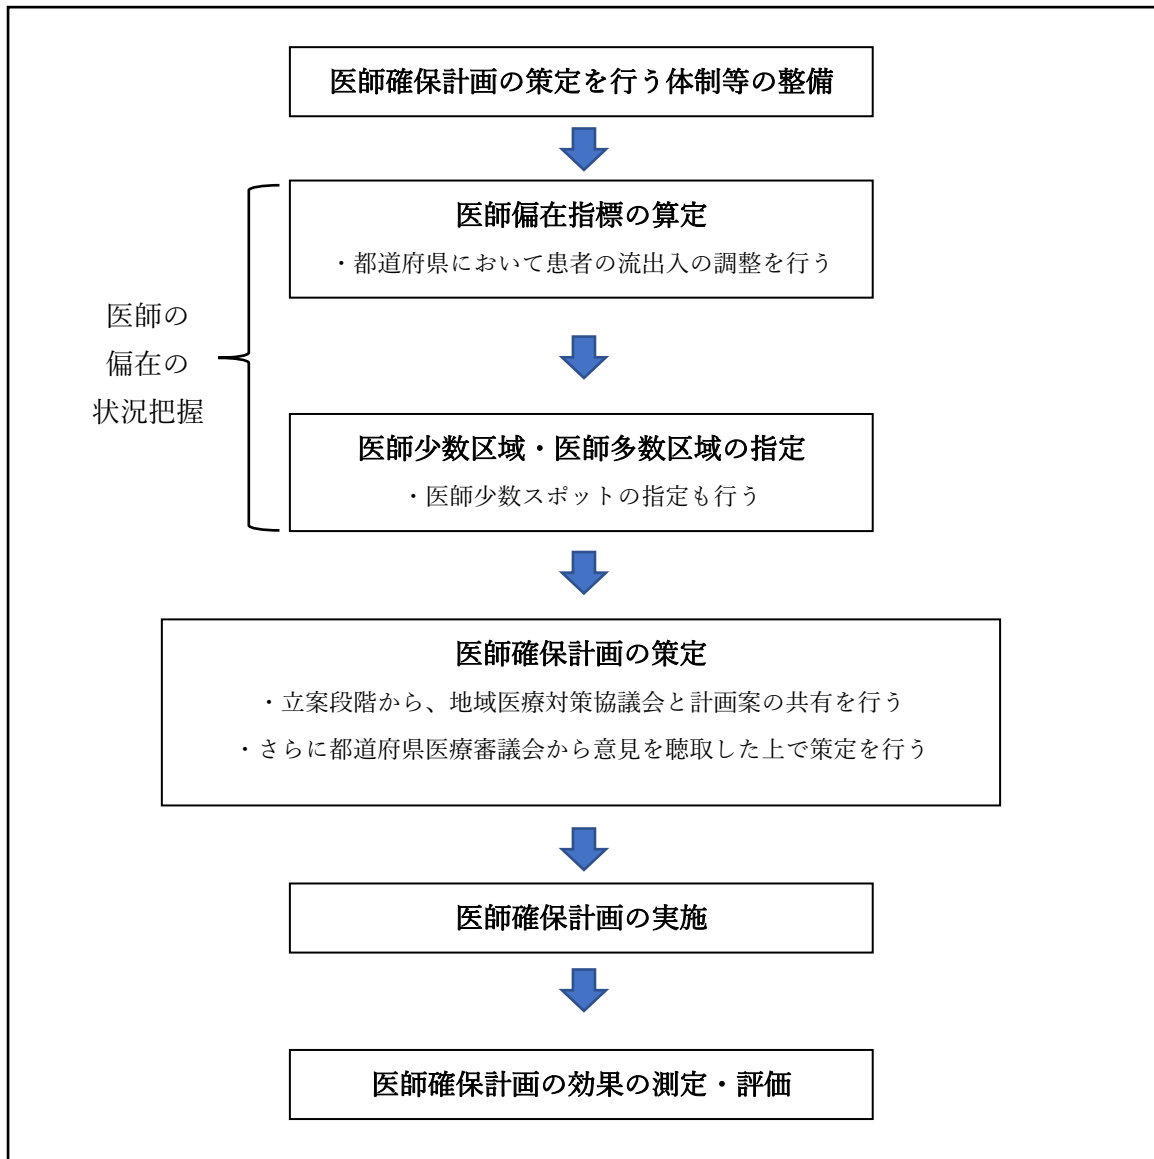 医師確保計画の策定を行う体制等の整備
医師偏在指標の算定
・都道府県において患者の流出入の調整を行う
医師の
偏在の
状況把握
医師少数区域・医師多数区域の指定
・医師少数スポットの指定も行う
医師確保計画の策定
・立案段階から、地域医療対策協議会と計画案の共有を行う
・さらに都道府県医療審議会から意見を聴取した上で策定を行う
医師確保計画の実施
医師確保計画の効果の測定・評価